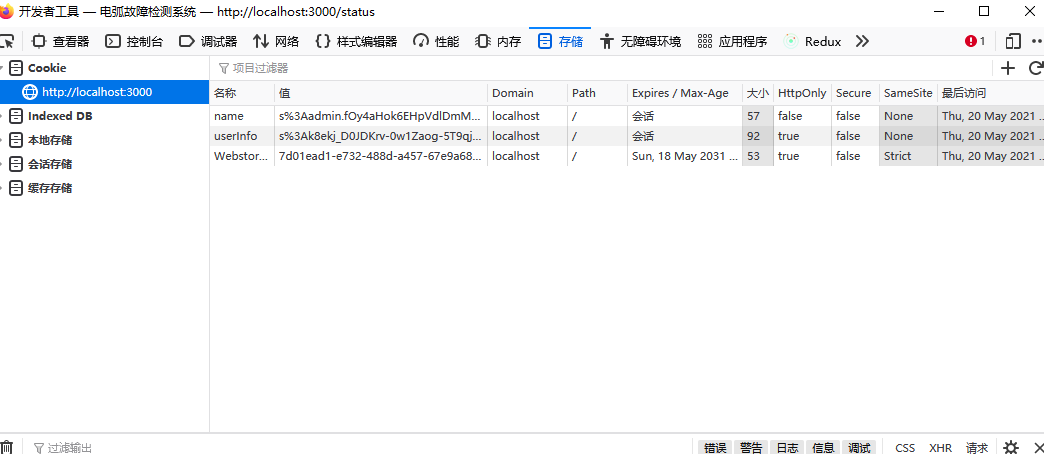 开发者工具 — 电弧故障检测系统 — http://localhost:3000/status
查看器 控制台 调试器 网络 样式编辑器 性能 内存 存储 无障碍环境 应用程序 Redux 1
Cookie 项目过滤器
http://localhost:3000 名称 值 Domain Path Expires / Max-Age 大小 HttpOnly Secure SameSite 最后访问
Indexed DB name s%3Aadmin.fOy4aHok6EHpVdlDmM... localhost / 会话 57 false false None Thu, 20 May 2021 ...
本地存储 userInfo s%3Ak8ekj_D0JDKrv-0w1Zaog-5T9qj... localhost / 会话 92 true false None Thu, 20 May 2021 ...
会话存储 Webstor... 7d01ead1-e732-488d-a457-67e9a68... localhost / Sun, 18 May 2031 ... 53 true false Strict Thu, 20 May 2021 ...
缓存存储
过滤输出 错误 警告 日志 信息 调试 CSS XHR 请求